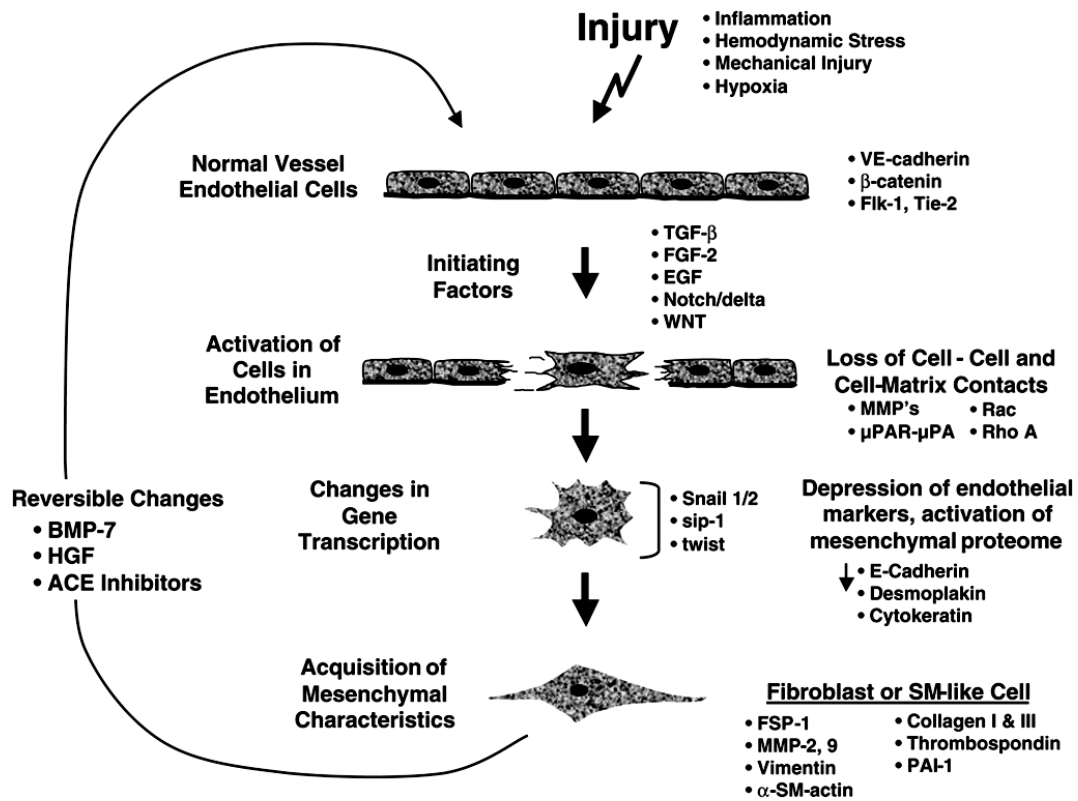 Injury
• Inflammation
• Hemodynamic Stress
• Mechanical Injury
• Hypoxia
Normal Vessel
Endothelial Cells
• VE-cadherin
• β-catenin
• Flk-1, Tie-2
Initiating
Factors
• TGF-β
• FGF-2
• EGF
• Notch/delta
• WNT
Activation of
Cells in
Endothelium
Loss of Cell - Cell and
Cell-Matrix Contacts
• MMP's • Rac
• µPAR-µPA • Rho A
Reversible Changes
• BMP-7
• HGF
• ACE Inhibitors
Changes in
Gene
Transcription
• Snail 1/2
• sip-1
• twist
Depression of endothelial
markers, activation of
mesenchymal proteome
• E-Cadherin
• Desmoplakin
• Cytokeratin
Acquisition of
Mesenchymal
Characteristics
Fibroblast or SM-like Cell
• FSP-1 • Collagen I & III
• MMP-2, 9 • Thrombospondin
• Vimentin • PAI-1
• α-SM-actin